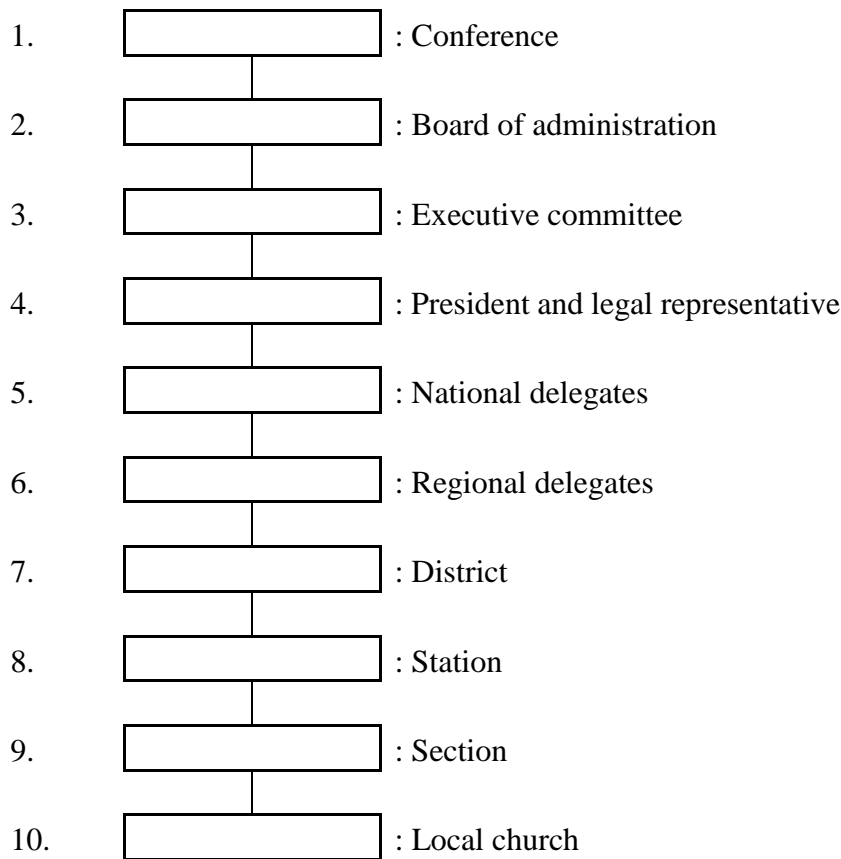 1. : Conference
2. : Board of administration
3. : Executive committee
4. : President and legal representative
5. : National delegates
6. : Regional delegates
7. : District
8. : Station
9. : Section
10. : Local church